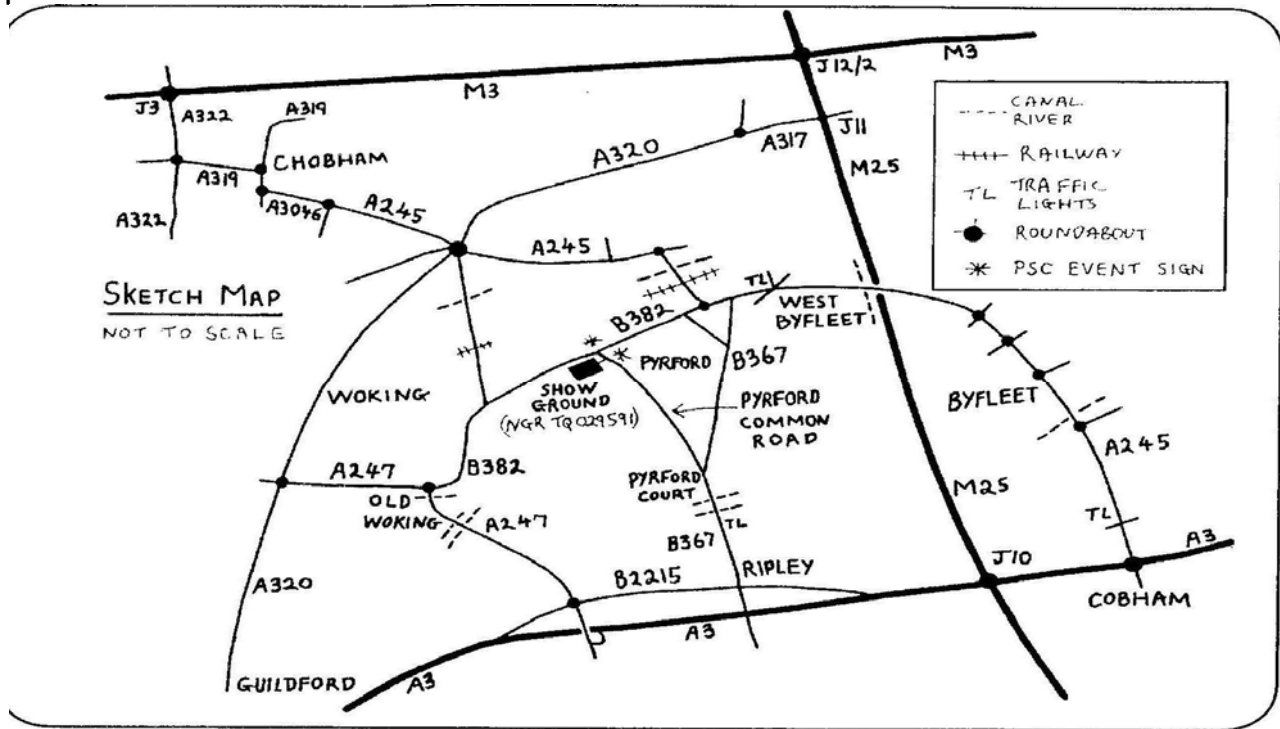 M3
J12/2
M3
J3
A322
A319
A319
CHOBHAM
A322
A3046
A245
A320
A317
J11
M25
CANAL
RIVER
RAILWAY
TL TRAFFIC
LIGHTS
ROUNDABOUT
PSC EVENT SIGN
A245
SKETCH MAP
NOT TO SCALE
TL
WEST
BYFLEET
B382
PYRFORD
B367
SHOW
GROUND
(NGR TQ029591)
PYRFORD
COMMON
ROAD
WOKING
BYFLEET
A245
A247
B382
OLD
WOKING
A247
PYRFORD
COURT
TL
B367
M25
TL
A3
J10
COBHAM
A320
B2215
RIPLEY
A3
GUILDFORD
A3